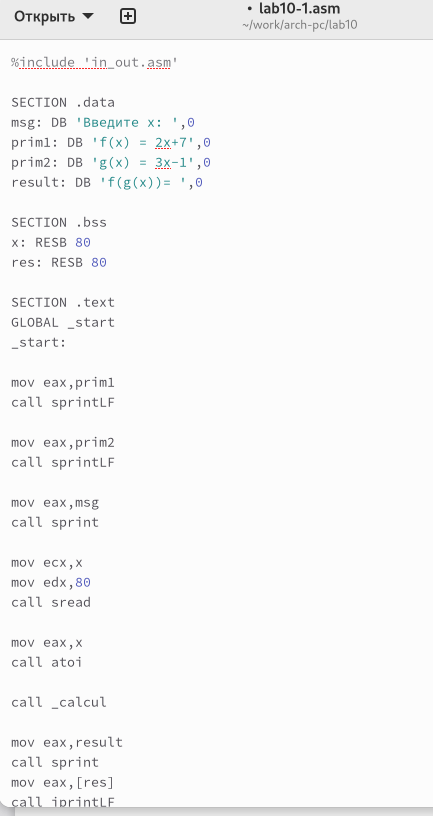 Открыть
• lab10-1.asm
~/work/arch-pc/lab10
%include 'in_out.asm'
SECTION .data
msg: DB 'Введите x: ',0
prim1: DB 'f(x) = 2x+7',0
prim2: DB 'g(x) = 3x-1',0
result: DB 'f(g(x))= ',0
SECTION .bss
x: RESB 80
res: RESB 80
SECTION .text
GLOBAL _start
_start:
mov eax,prim1
call sprintLF
mov eax,prim2
call sprintLF
mov eax,msg
call sprint
mov ecx,x
mov edx,80
call sread
mov eax,x
call atoi
call _calcul
mov eax,result
call sprint
mov eax,[res]
call iprintLF